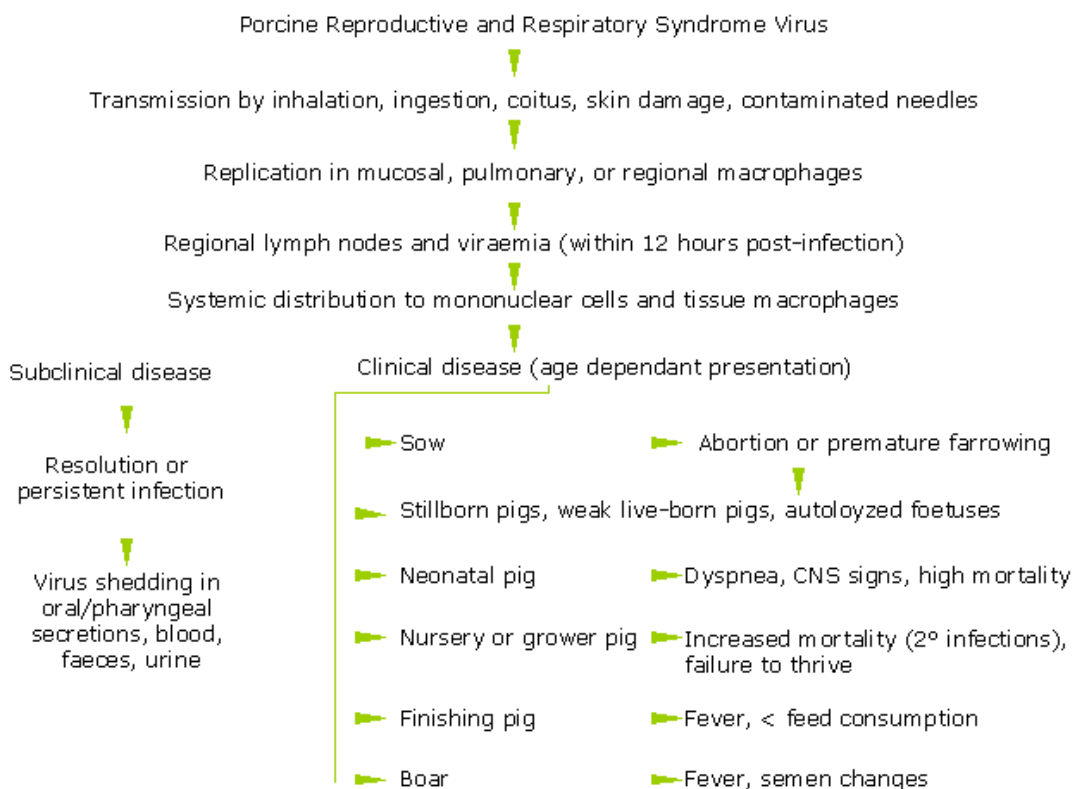 Porcine Reproductive and Respiratory Syndrome Virus
Transmission by inhalation, ingestion, coitus, skin damage, contaminated needles
Replication in mucosal, pulmonary, or regional macrophages
Regional lymph nodes and viraemia (within 12 hours post-infection)
Systemic distribution to mononuclear cells and tissue macrophages
Subclinical disease
Resolution or
persistent infection
Virus shedding in
oral/pharyngeal
secretions, blood,
faeces, urine
Clinical disease (age dependant presentation)
Sow
Abortion or premature farrowing
Stillborn pigs, weak live-born pigs, autoloyzed foetuses
Neonatal pig
Dyspnea, CNS signs, high mortality
Nursery or grower pig
Increased mortality (2º infections),
failure to thrive
Finishing pig
Fever, < feed consumption
Boar
Fever, semen changes